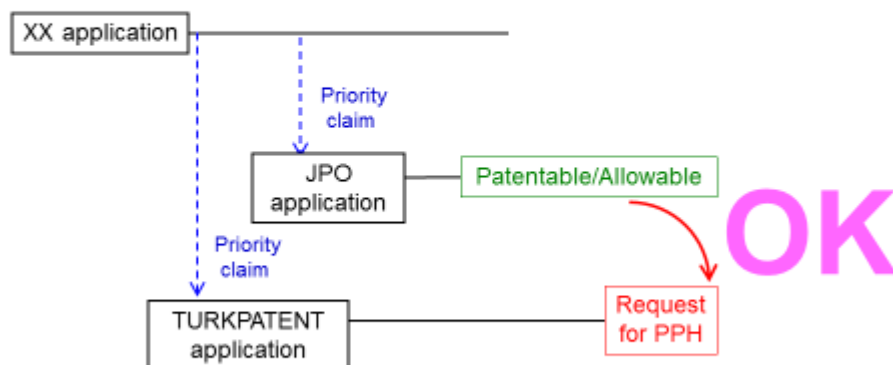 XX application
Priority
claim
JPO
application
Patentable/Allowable
OK
Priority
claim
TURKPATENT
application
Request
for PPH